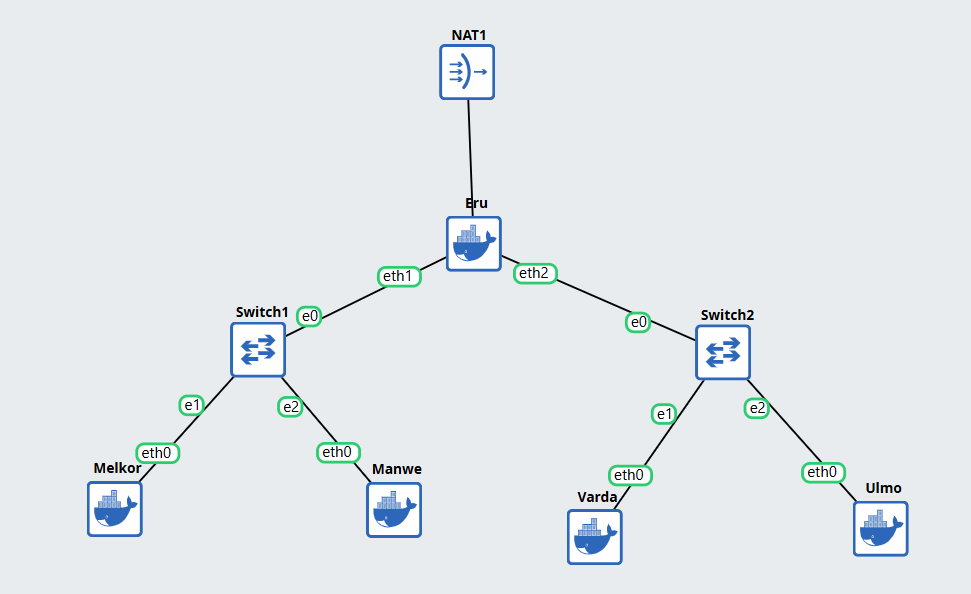 NAT1
Eru
eth1
eth2
Switch1
e0
e0
Switch2
e1
e2
e1
e2
eth0
eth0
eth0
eth0
Melkor
Manwe
Varda
Ulmo